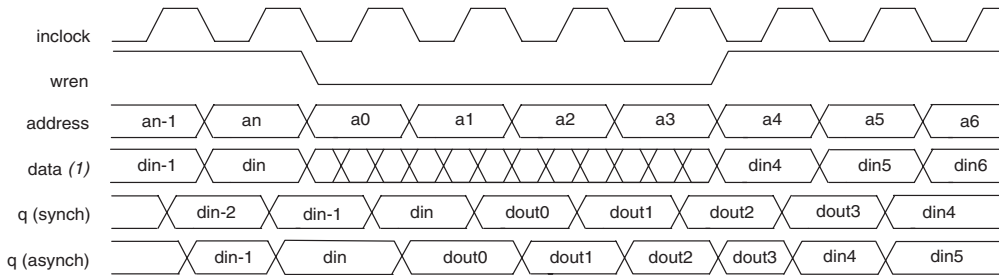 inclock
wren
address an-1 an a0 a1 a2 a3 a4 a5 a6
data (1) din-1 din din4 din5 din6
q (synch) din-2 din-1 din dout0 dout1 dout2 dout3 din4
q (asynch) din-1 din dout0 dout1 dout2 dout3 din4 din5